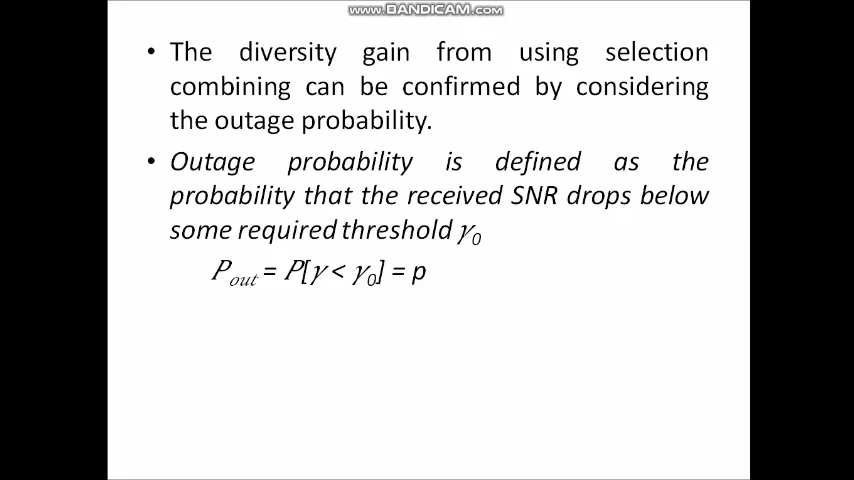 www.BANDICAM.com
• The diversity gain from using selection
combining can be confirmed by considering
the outage probability.
• Outage probability is defined as the
probability that the received SNR drops below
some required threshold γ₀
Pₒᵤₜ = P[γ < γ₀] = p